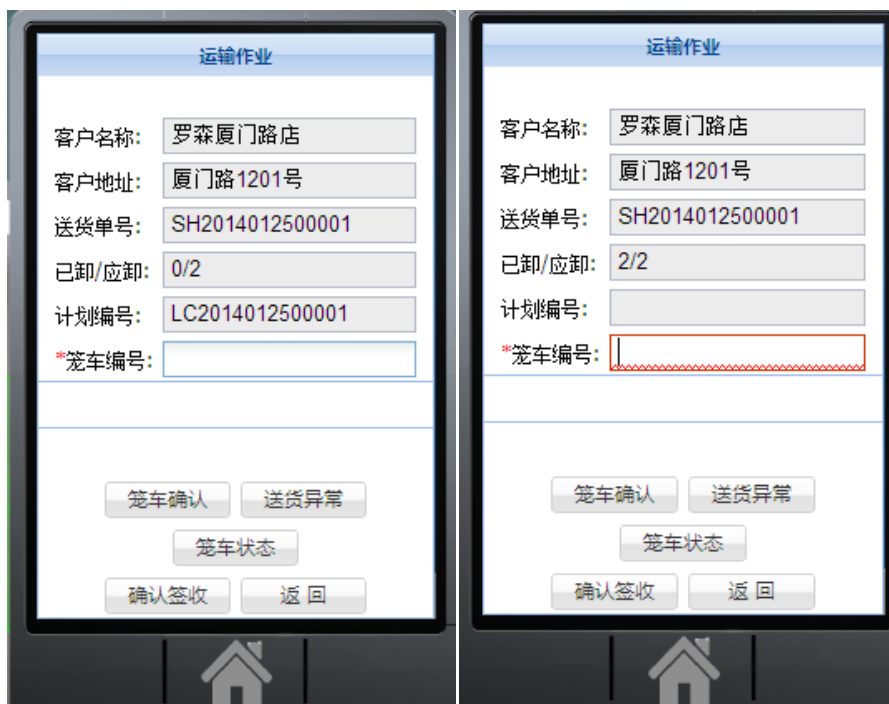 运输作业
客户名称: 罗森厦门路店
客户地址: 厦门路1201号
送货单号: SH2014012500001
已卸/应卸: 0/2
计划编号: LC2014012500001
*笼车编号:
笼车确认 送货异常
笼车状态
确认签收 返 回
运输作业
客户名称: 罗森厦门路店
客户地址: 厦门路1201号
送货单号: SH2014012500001
已卸/应卸: 2/2
计划编号:
*笼车编号:
笼车确认 送货异常
笼车状态
确认签收 返 回